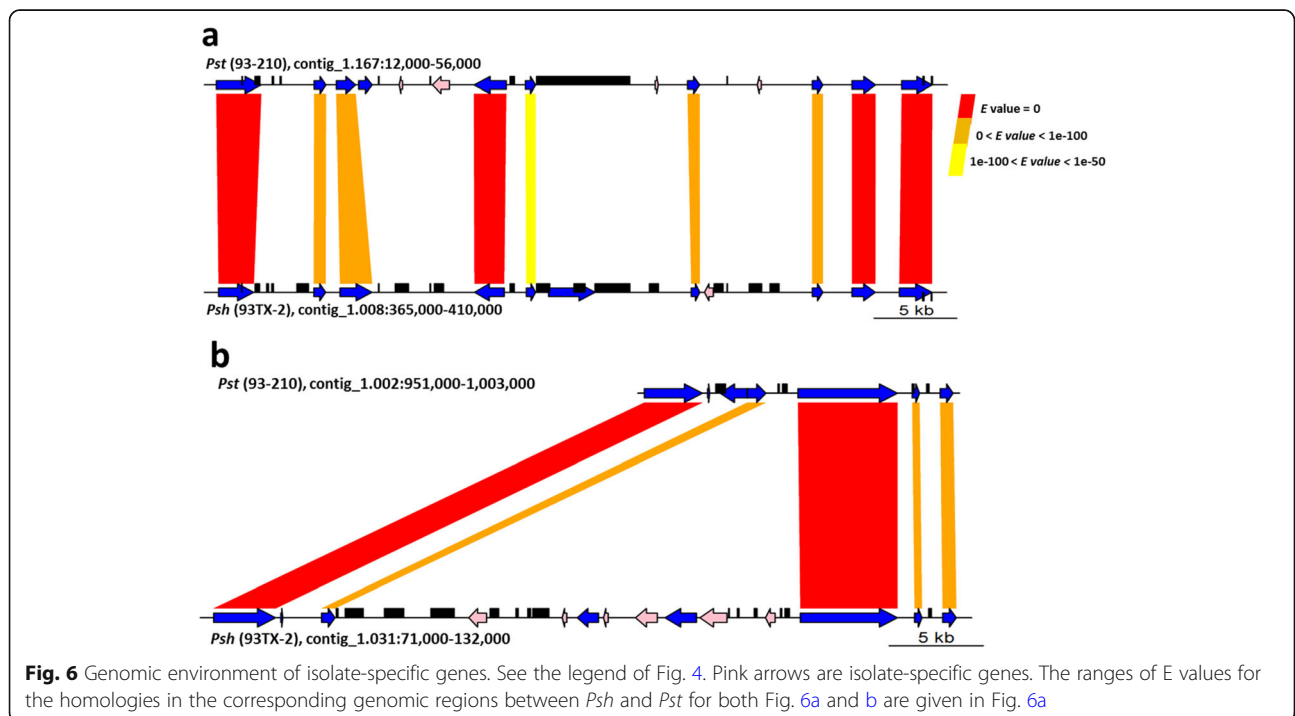 a
Pst (93-210), contig_1.167:12,000-56,000
E value = 0
0 < E value < 1e-100
1e-100 < E value < 1e-50
Psh (93TX-2), contig_1.008:365,000-410,000
5 kb
b
Pst (93-210), contig_1.002:951,000-1,003,000
Psh (93TX-2), contig_1.031:71,000-132,000
5 kb
Fig. 6 Genomic environment of isolate-specific genes. See the legend of Fig. 4. Pink arrows are isolate-specific genes. The ranges of E values for
the homologies in the corresponding genomic regions between Psh and Pst for both Fig. 6a and b are given in Fig. 6a